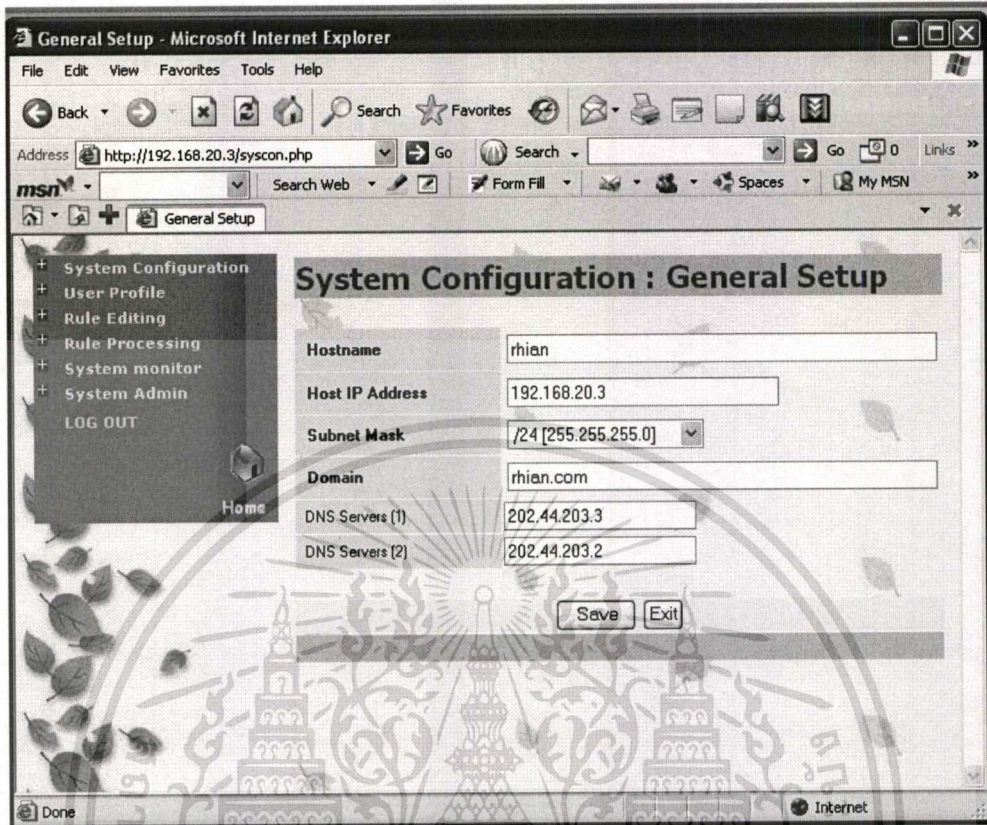 General Setup - Microsoft Internet Explorer
File Edit View Favorites Tools Help
Back Search Favorites
Address http://192.168.20.3/syscon.php Go Search Go 0 Links »
msn Search Web Form Fill Spaces My MSN »
General Setup
System Configuration
User Profile
Rule Editing
Rule Processing
System monitor
System Admin
LOG OUT
Home
System Configuration : General Setup
Hostname rhian
Host IP Address 192.168.20.3
Subnet Mask /24 [255.255.255.0]
Domain rhian.com
DNS Servers (1) 202.44.203.3
DNS Servers (2) 202.44.203.2
Save Exit
Done Internet